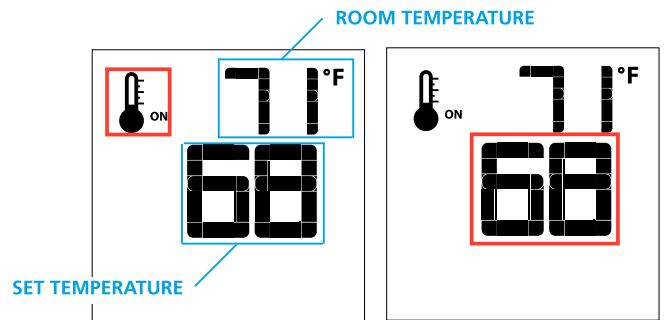 ROOM TEMPERATURE
71°F
ON
68
SET TEMPERATURE
71°F
ON
68